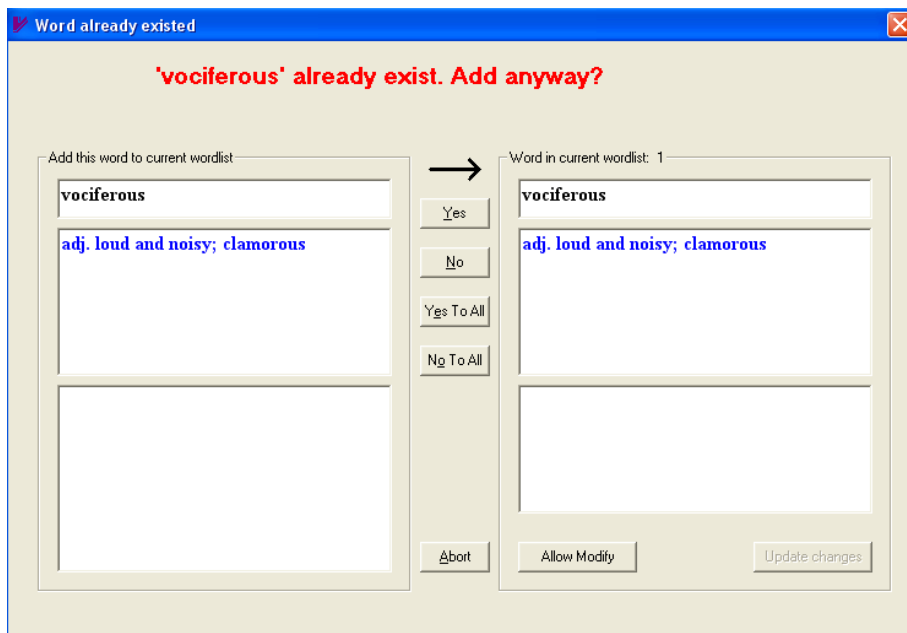 Word already existed
'vociferous' already exist. Add anyway?
Add this word to current wordlist
vociferous
adj. loud and noisy; clamorous
Yes
No
Yes To All
No To All
Abort
Word in current wordlist: 1
vociferous
adj. loud and noisy; clamorous
Allow Modify
Update changes